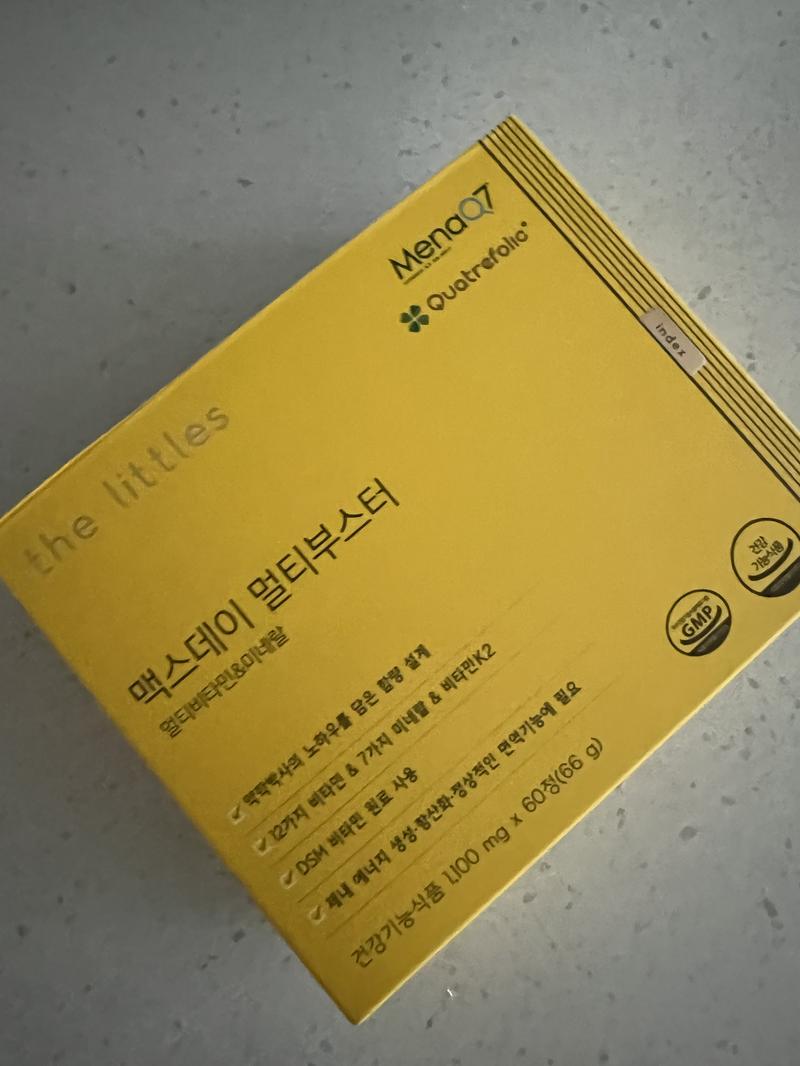 MenaQ7
Quatrefolic®
index
the littles
맥스데이 멀티부스터
멀티비타민&미네랄
약학박사의 노하우를 담은 함량 설계
12가지 비타민 & 7가지 미네랄 & 비타민K2
DSM 비타민 원료 사용
체내 에너지 생성·항산화·정상적인 면역기능에 필요
건강기능식품 1,100 mg x 60정(66 g)
GMP
건강
기능식품